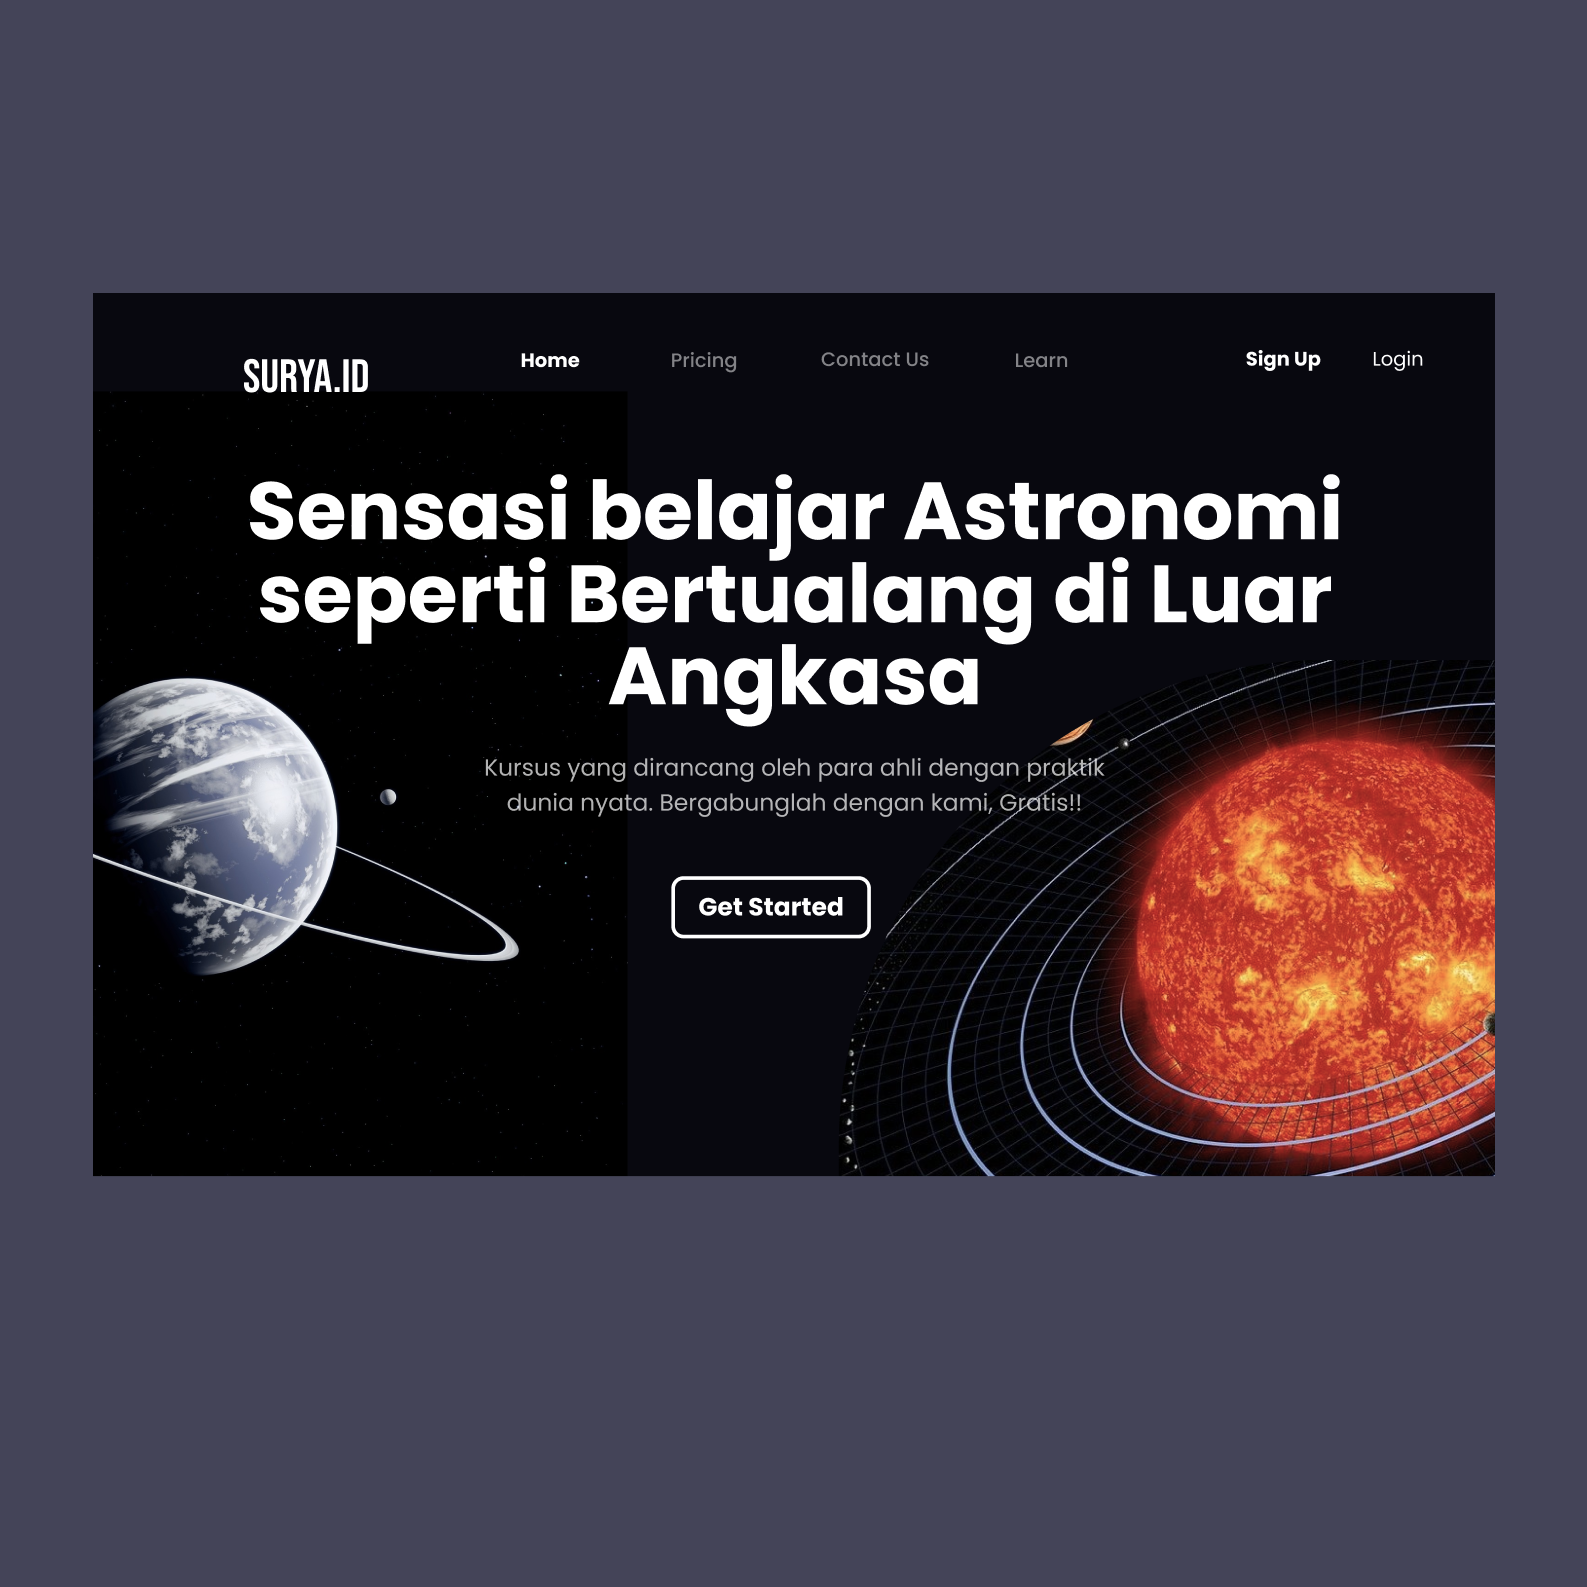 SURYA.ID
Home
Pricing
Contact Us
Learn
Sign Up
Login
Sensasi belajar Astronomi
seperti Bertualang di Luar
Angkasa
Kursus yang dirancang oleh para ahli dengan praktik
dunia nyata. Bergabunglah dengan kami, Gratis!!
Get Started